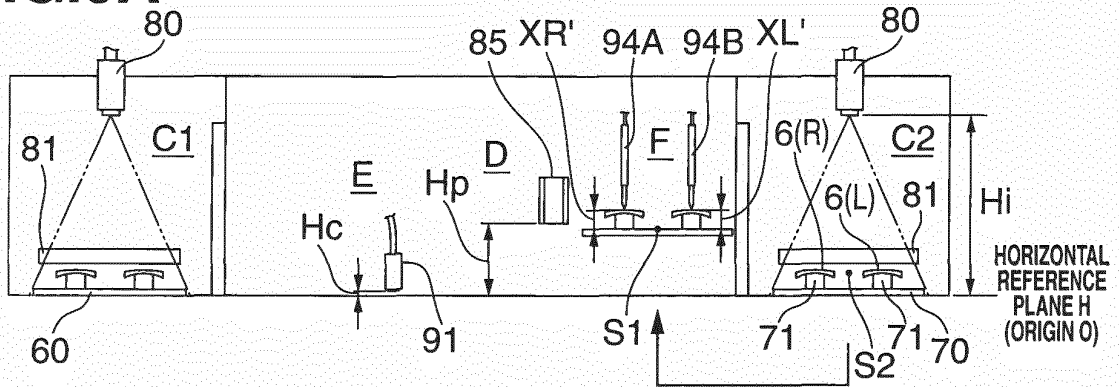 80
85
XR'
94A
94B
XL'
80
C1
81
E
D
F
6(R)
C2
Hp
6(L)
81
Hi
Hc
HORIZONTAL
REFERENCE
PLANE H
(ORIGIN O)
60
91
S1
71
71
S2
70